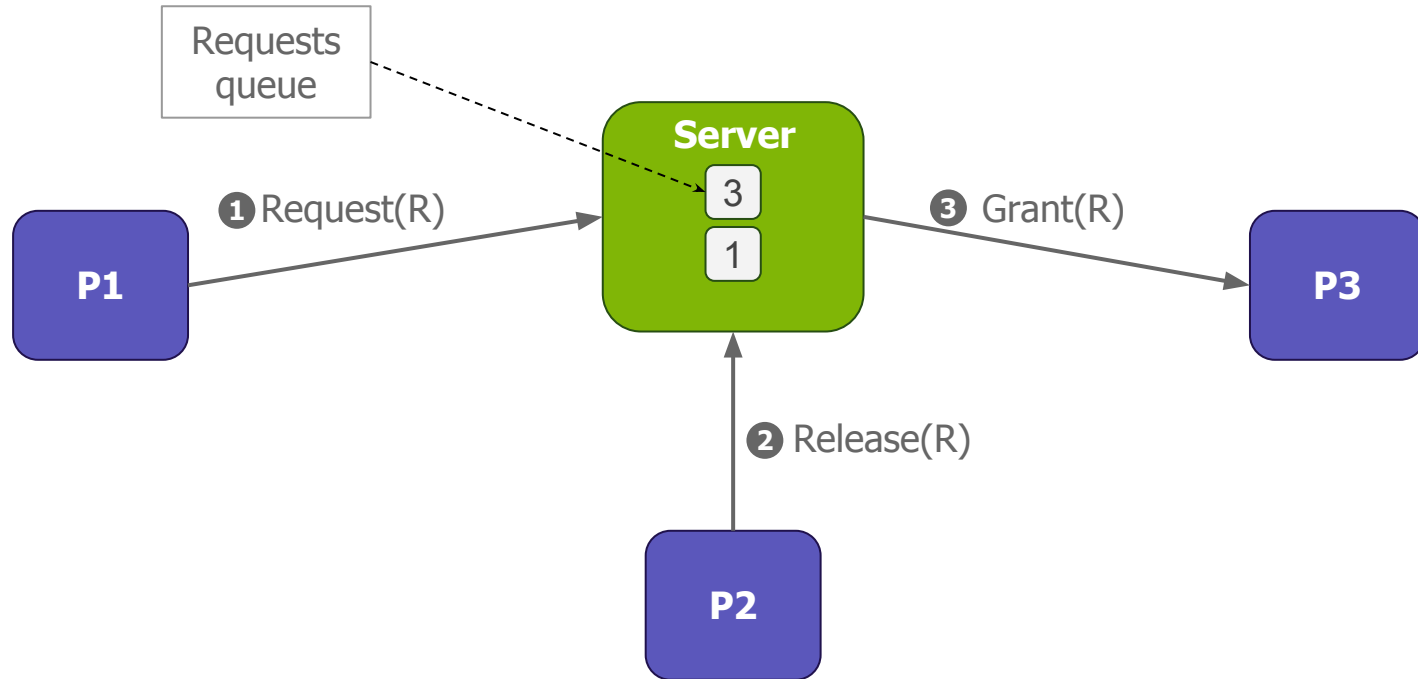 Requests
queue
Server
3
1 Request(R)
3 Grant(R)
1
P1
P3
2 Release(R)
P2